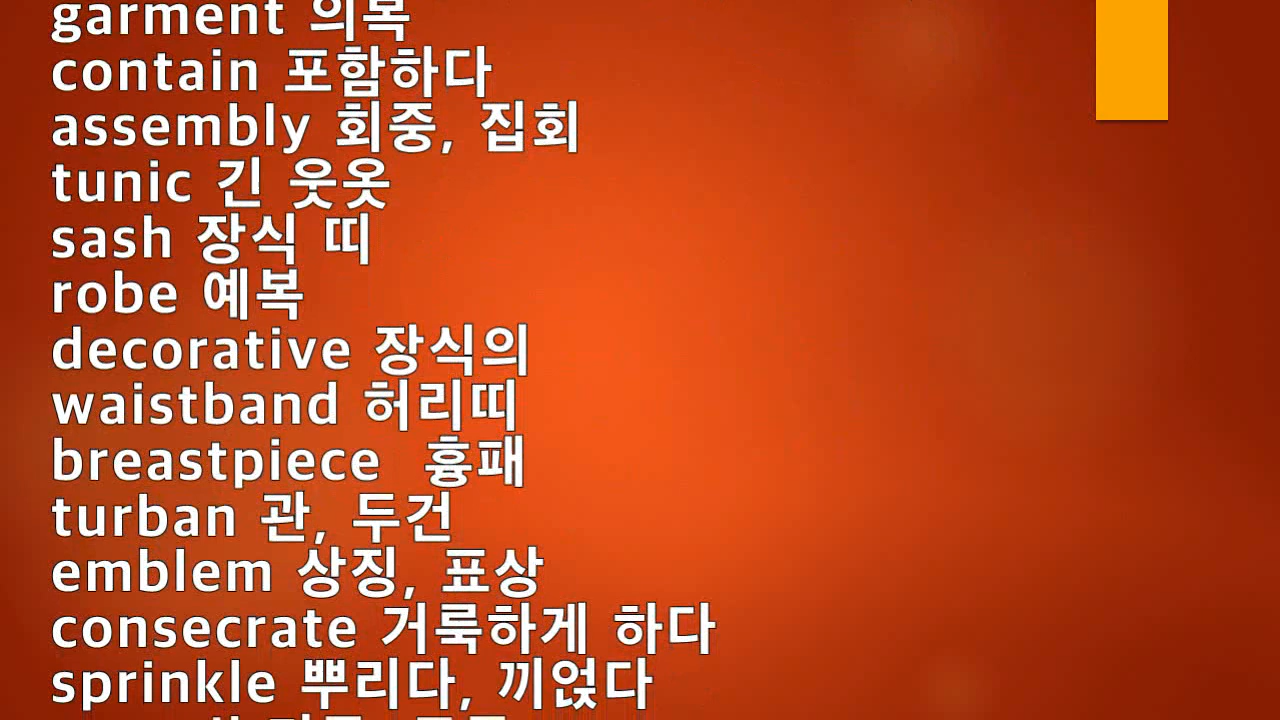 garment 의복
contain 포함하다
assembly 회중, 집회
tunic 긴 웃옷
sash 장식 띠
robe 예복
decorative 장식의
waistband 허리띠
breastpiece 흉패
turban 관, 두건
emblem 상징, 표상
consecrate 거룩하게 하다
sprinkle 뿌리다, 끼얹다